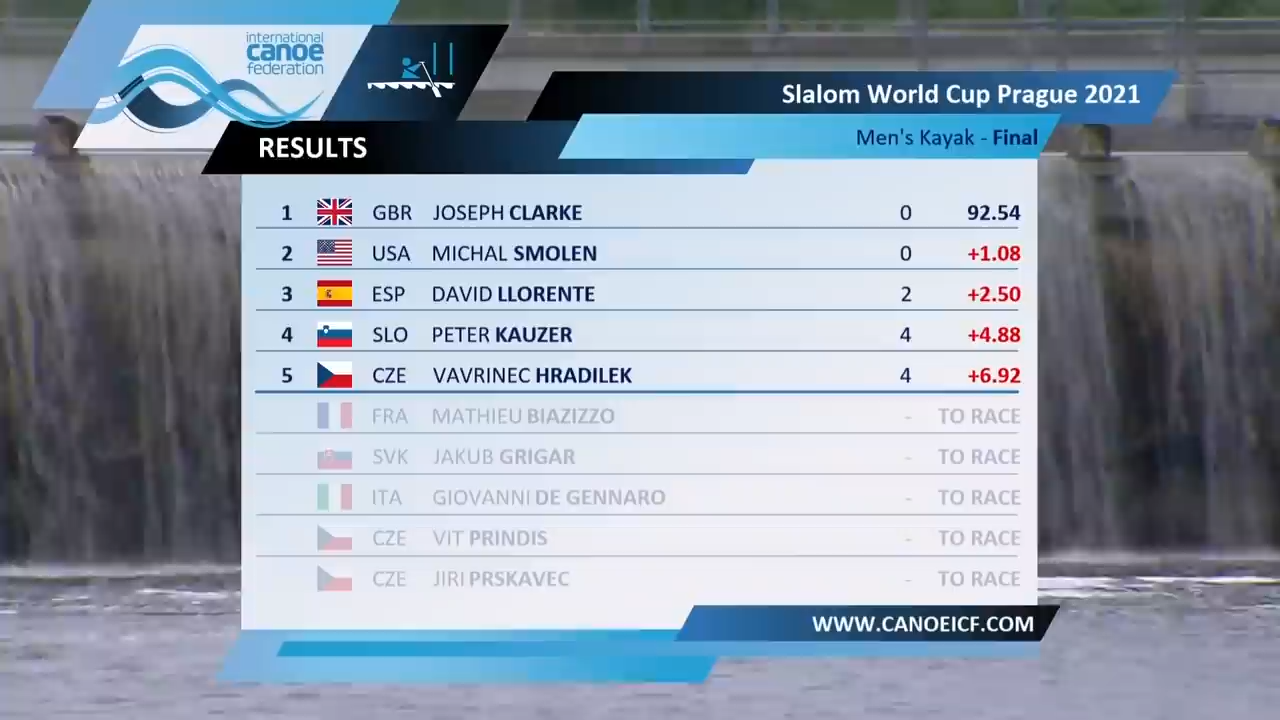 international
canoe
federation
Slalom World Cup Prague 2021
Men's Kayak - Final
RESULTS
1 GBR JOSEPH CLARKE 0 92.54
2 USA MICHAL SMOLEN 0 +1.08
3 ESP DAVID LLORENTE 2 +2.50
4 SLO PETER KAUZER 4 +4.88
5 CZE VAVRINEC HRADILEK 4 +6.92
FRA MATHIEU BIAZIZZO - TO RACE
SVK JAKUB GRIGAR - TO RACE
ITA GIOVANNI DE GENNARO - TO RACE
CZE VIT PRINDIS - TO RACE
CZE JIRI PRSKAVEC - TO RACE
WWW.CANOEICF.COM